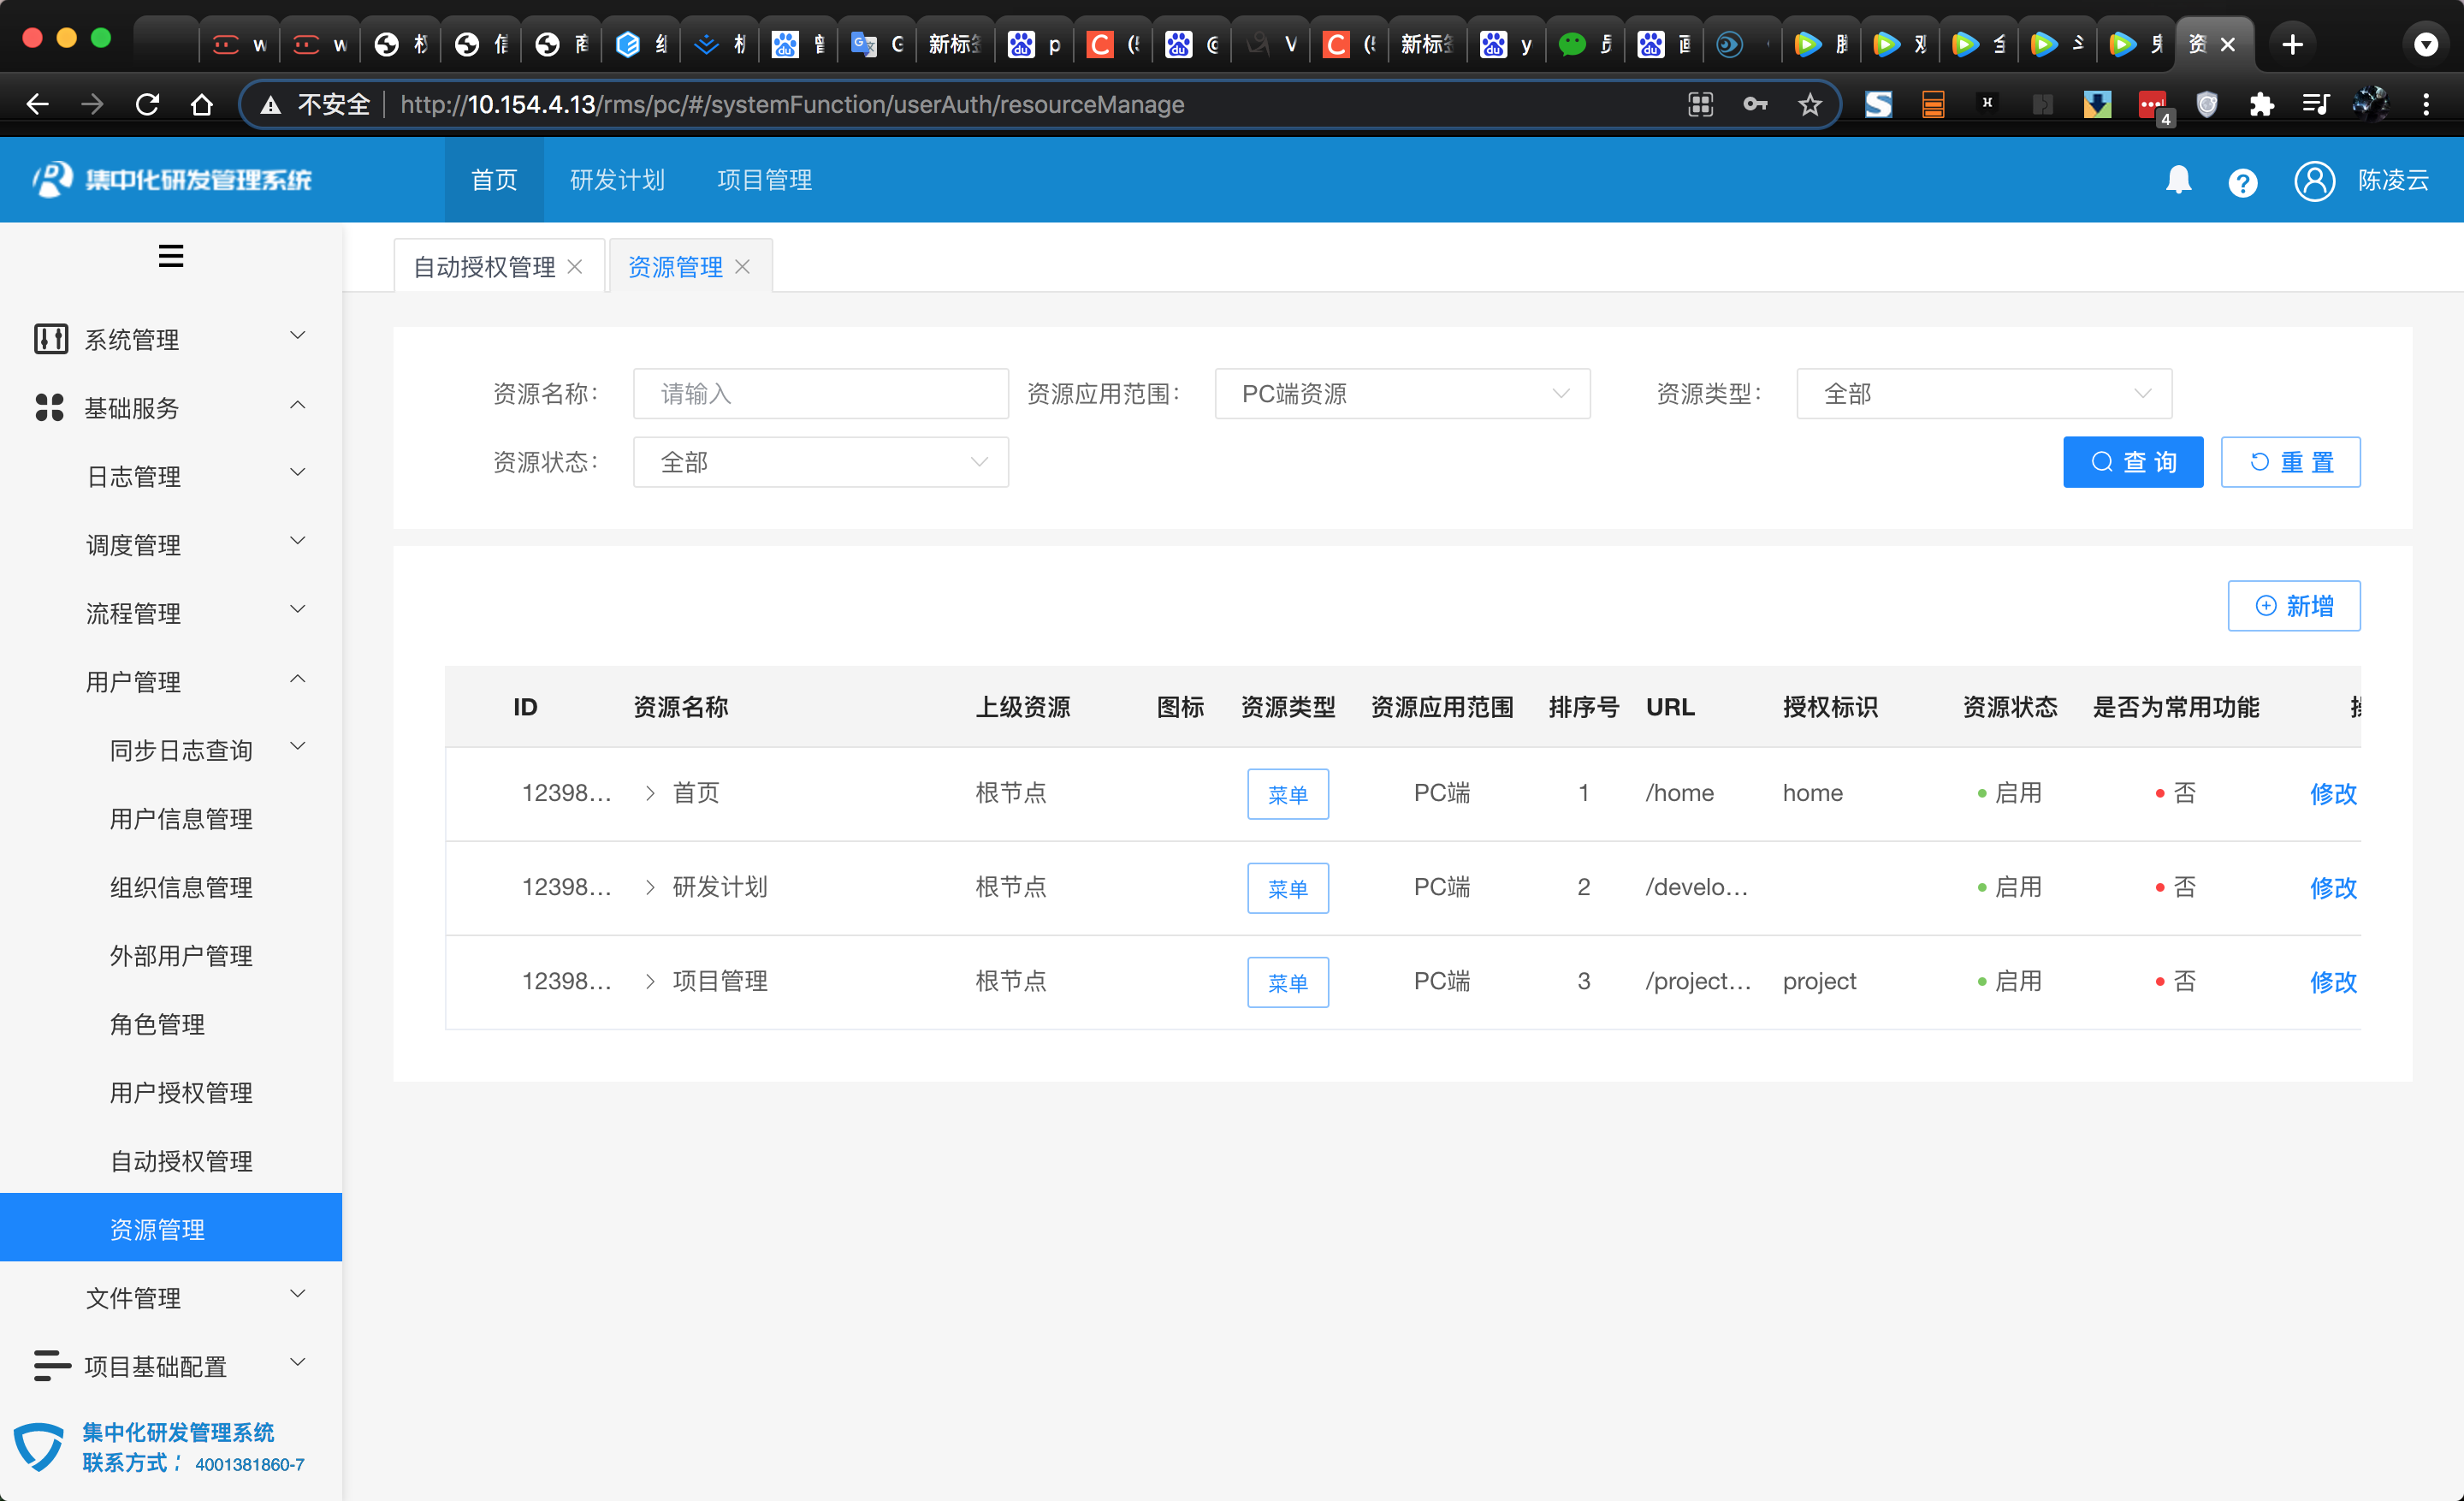 新标签
新标签
资
不安全 http://10.154.4.13/rms/pc/#/systemFunction/userAuth/resourceManage
4
集中化研发管理系统 首页 研发计划 项目管理 陈凌云
自动授权管理 资源管理
系统管理
基础服务
日志管理
调度管理
流程管理
用户管理
同步日志查询
用户信息管理
组织信息管理
外部用户管理
角色管理
用户授权管理
自动授权管理
资源管理
文件管理
项目基础配置
集中化研发管理系统
联系方式： 4001381860-7
资源名称： 请输入 资源应用范围： PC端资源 资源类型： 全部
资源状态： 全部 查 询 重 置
新增
ID 资源名称 上级资源 图标 资源类型 资源应用范围 排序号 URL 授权标识 资源状态 是否为常用功能
12398... 首页 根节点 菜单 PC端 1 /home home 启用 否 修改
12398... 研发计划 根节点 菜单 PC端 2 /develo... 启用 否 修改
12398... 项目管理 根节点 菜单 PC端 3 /project... project 启用 否 修改